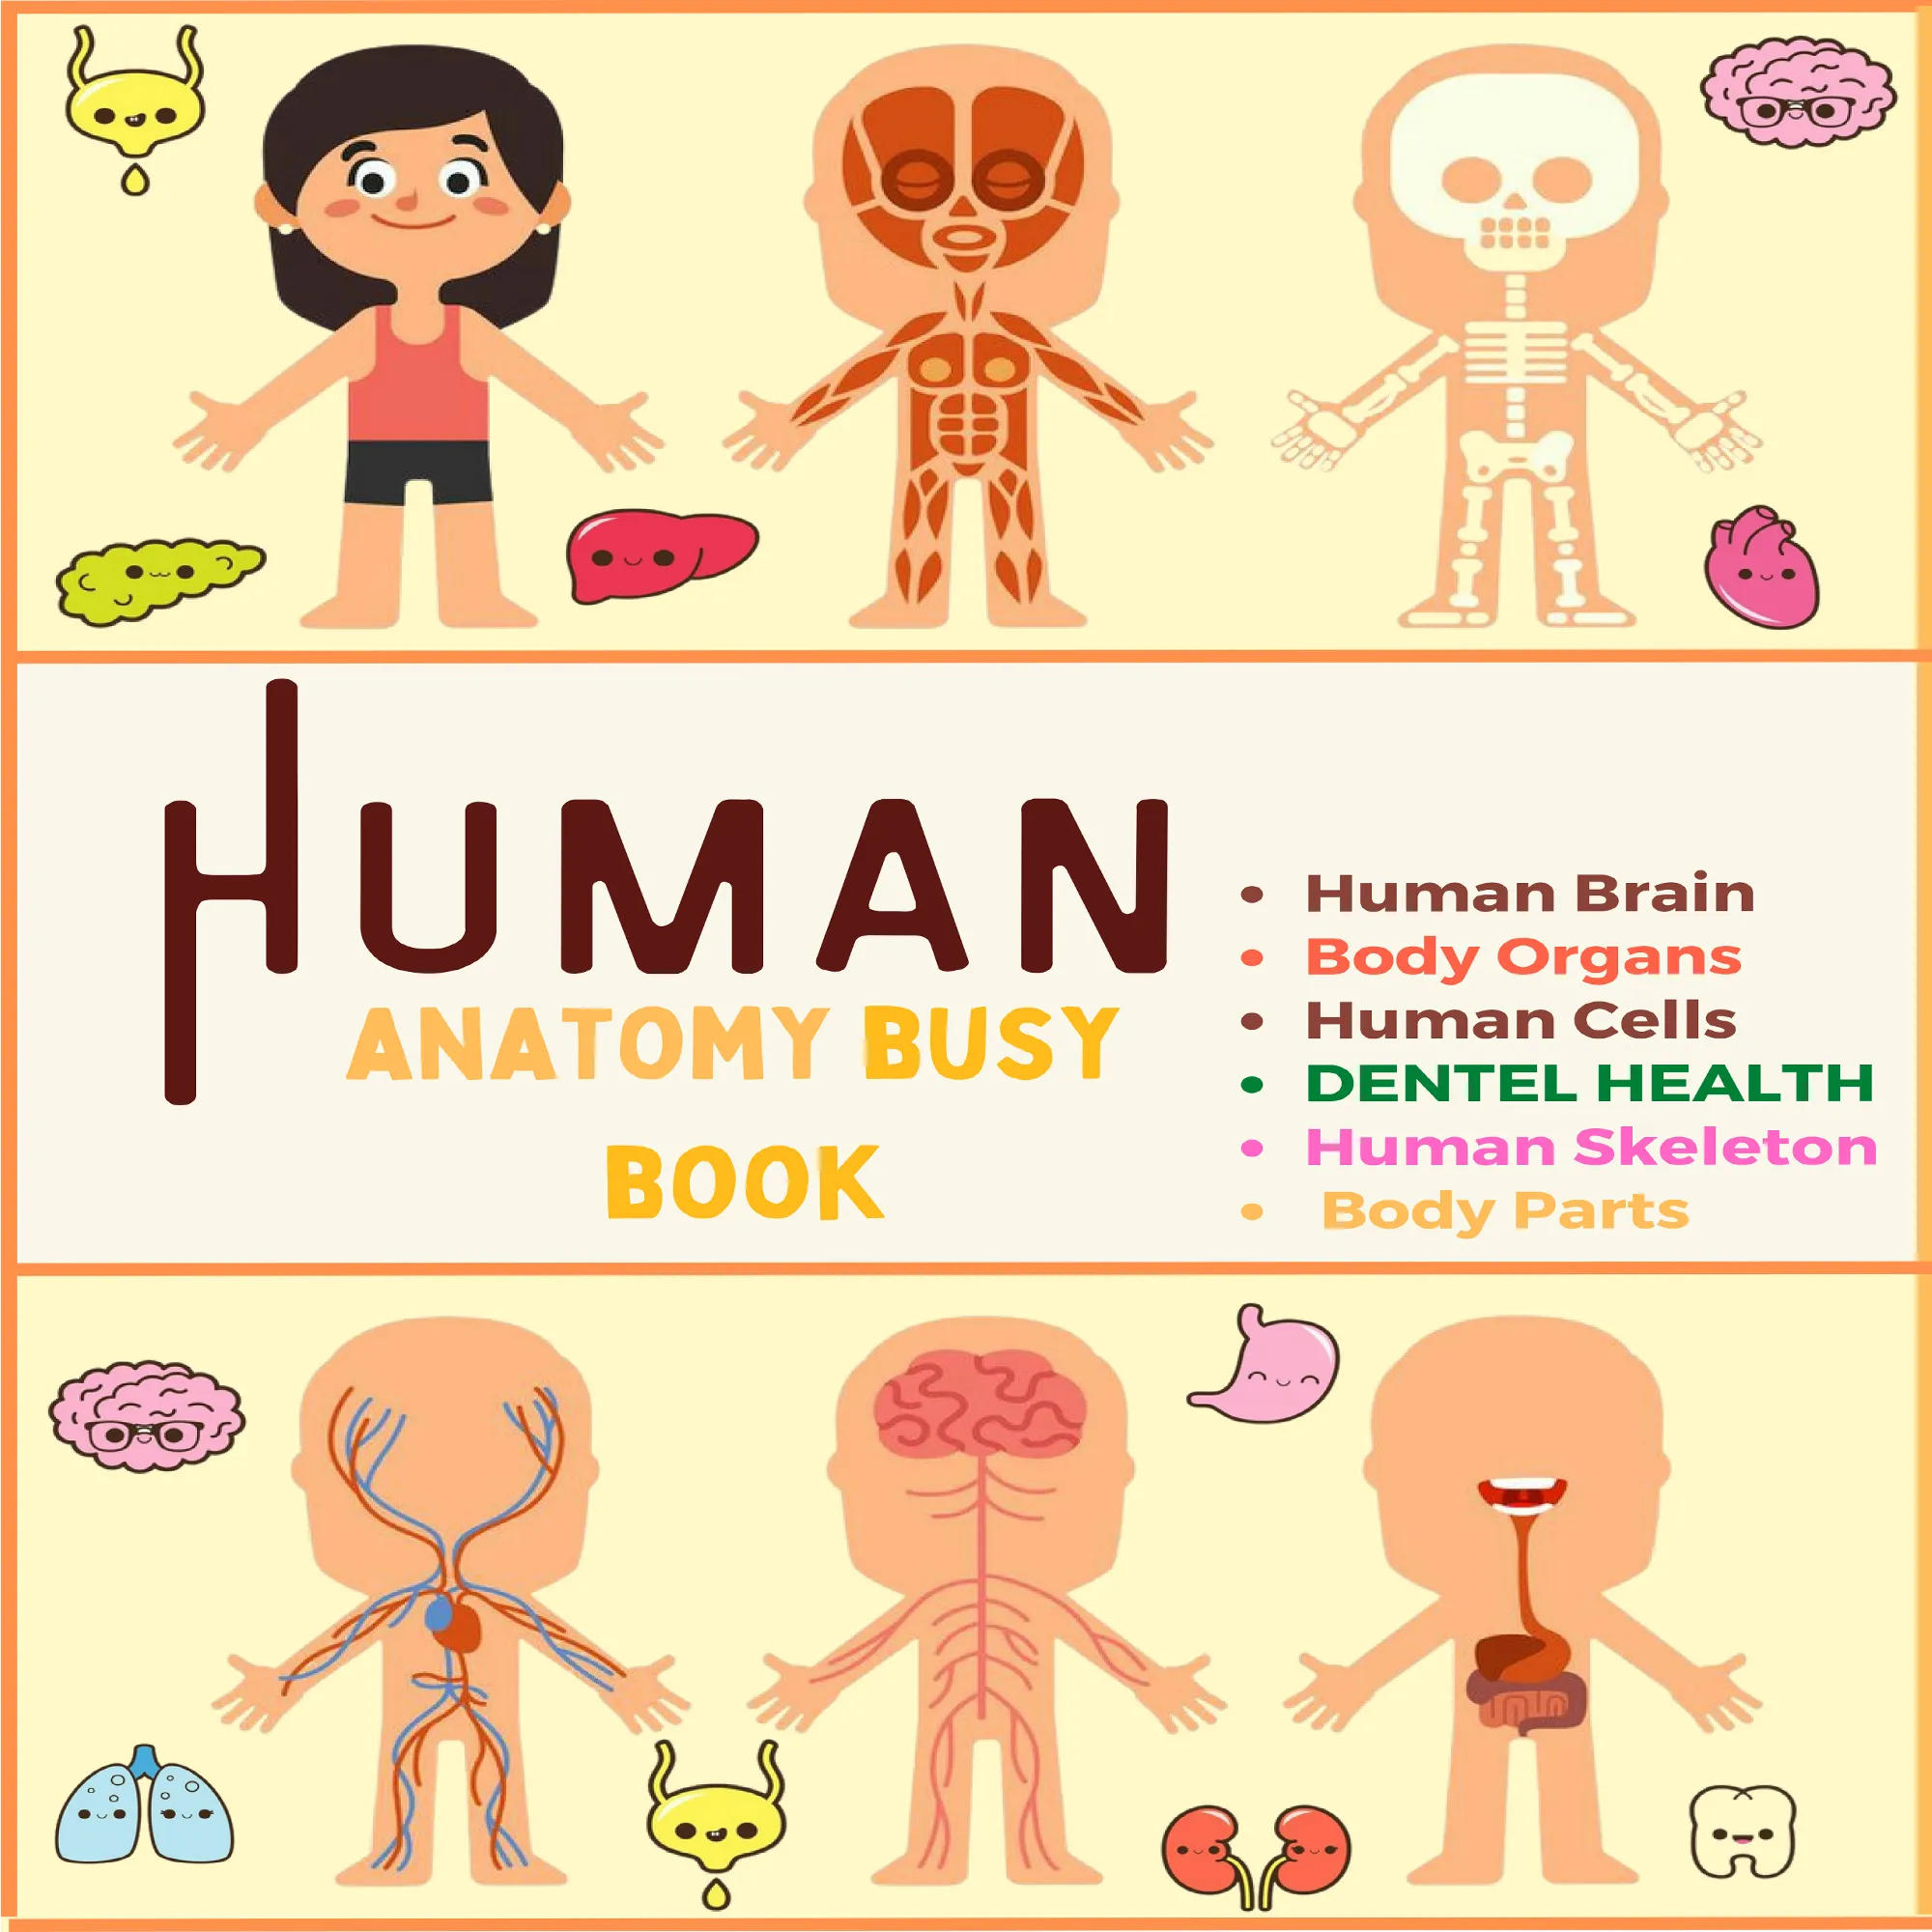 HUMAN
ANATOMY BUSY
BOOK
• Human Brain
• Body Organs
• Human Cells
• DENTEL HEALTH
• Human Skeleton
• Body Parts